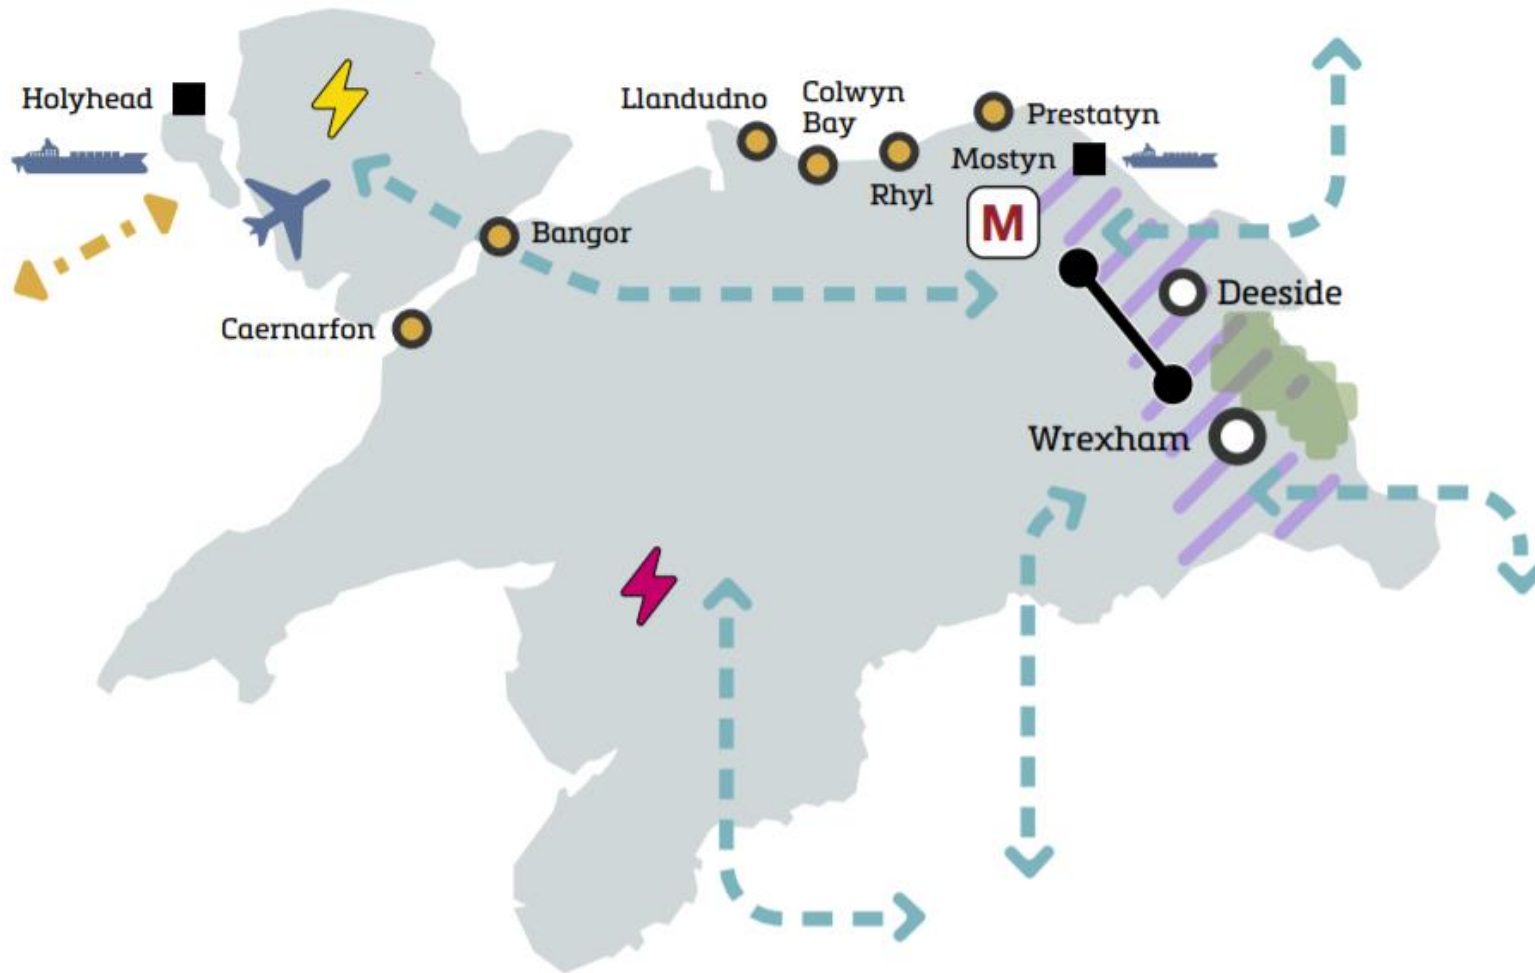 Holyhead
Llandudno
Colwyn
Bay
Prestatyn
Mostyn
Rhyl
M
Bangor
Deeside
Caernarfon
Wrexham